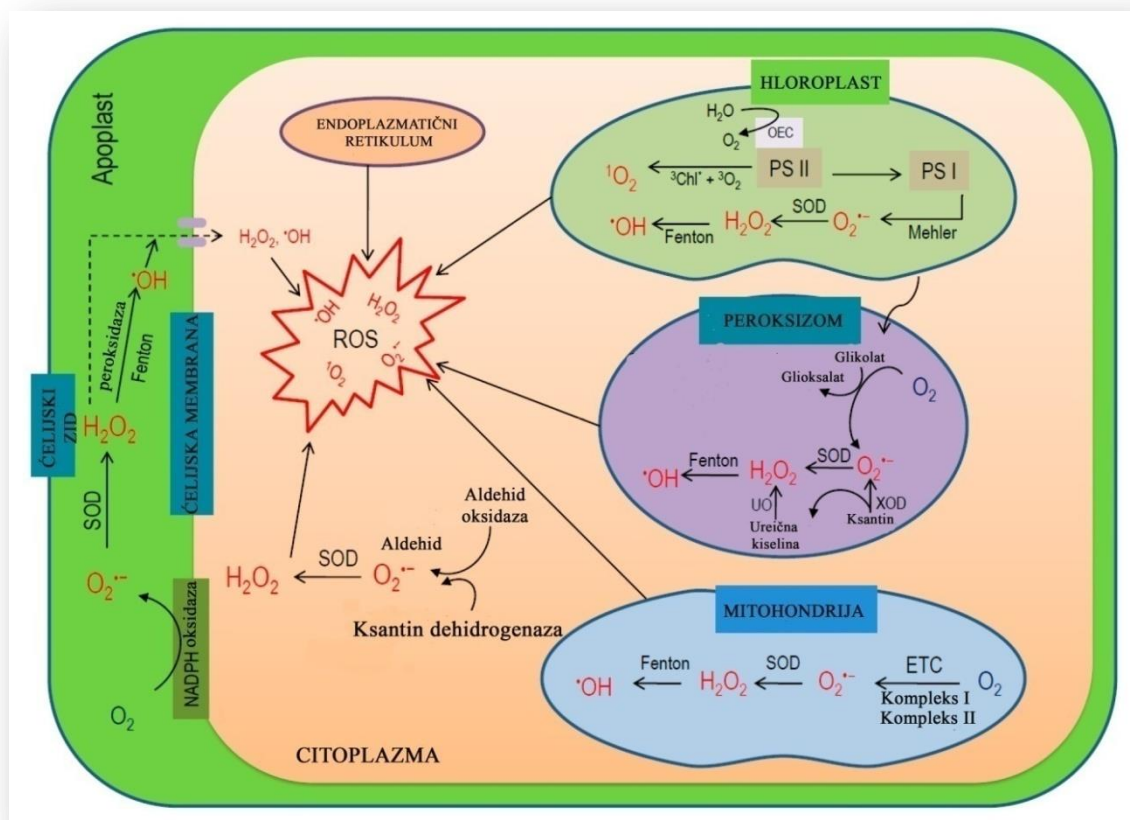 Apoplast
ĆELIJSKI
ZID
ĆELIJSKA MEMBRANA
O₂
NADPH oksidaza
O₂•−
SOD
H₂O₂
peroksidaza
Fenton
•OH
H₂O₂, •OH
ENDOPLAZMATIČNI
RETIKULUM
ROS
•OH
H₂O₂
¹O₂
O₂•−
HLOROPLAST
H₂O
O₂
OEC
PS II
PS I
¹O₂
³Chl* + ³O₂
•OH
Fenton
H₂O₂
SOD
O₂•−
Mehler
PEROKSIZOM
Glikolat
Glioksalat
O₂
•OH
Fenton
H₂O₂
SOD
O₂•−
UO
XOD
Ureična
kiselina
Ksantin
Aldehid
oksidaza
Aldehid
H₂O₂
SOD
O₂•−
Ksantin dehidrogenaza
MITOHONDRIJA
•OH
Fenton
H₂O₂
SOD
O₂•−
ETC
Kompleks I
Kompleks II
O₂
CITOPLAZMA